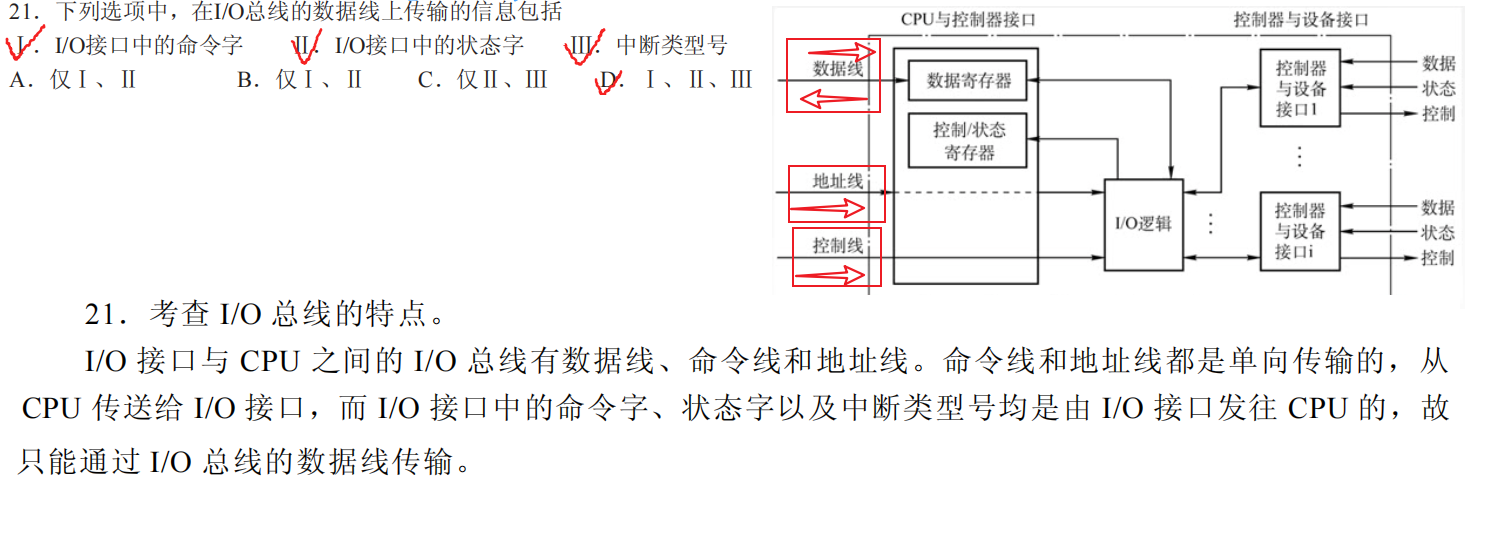 21．下列选项中，在I/O总线的数据线上传输的信息包括
Ⅰ．I/O接口中的命令字 Ⅱ．I/O接口中的状态字 Ⅲ．中断类型号
A．仅Ⅰ、Ⅱ B．仅Ⅰ、Ⅱ C．仅Ⅱ、Ⅲ D．Ⅰ、Ⅱ、Ⅲ
CPU与控制器接口 控制器与设备接口
数据线
地址线
控制线
数据寄存器
控制/状态
寄存器
I/O逻辑
控制器
与设备
接口1
数据
状态
控制
控制器
与设备
接口i
数据
状态
控制
21．考查 I/O 总线的特点。
I/O 接口与 CPU 之间的 I/O 总线有数据线、命令线和地址线。命令线和地址线都是单向传输的，从
CPU 传送给 I/O 接口，而 I/O 接口中的命令字、状态字以及中断类型号均是由 I/O 接口发往 CPU 的，故
只能通过 I/O 总线的数据线传输。